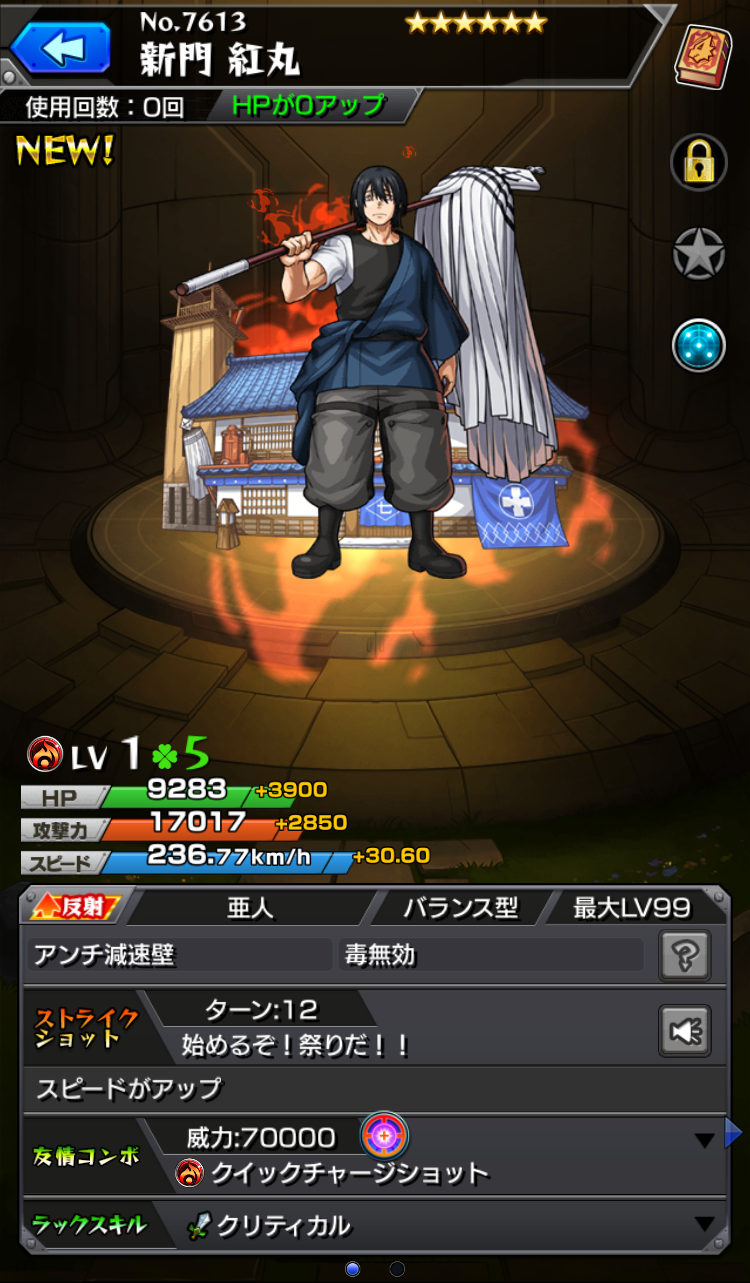 No.7613
新門 紅丸
使用回数：0回
HPが0アップ
NEW!
LV 1 5
HP 9283 +3900
攻撃力 17017 +2850
スピード 236.77km/h +30.60
反射 亜人 バランス型 最大LV99
アンチ減速壁 毒無効
ストライクショット ターン:12
始めるぞ！祭りだ！！
スピードがアップ
友情コンボ 威力:70000
クイックチャージショット
ラックスキル クリティカル